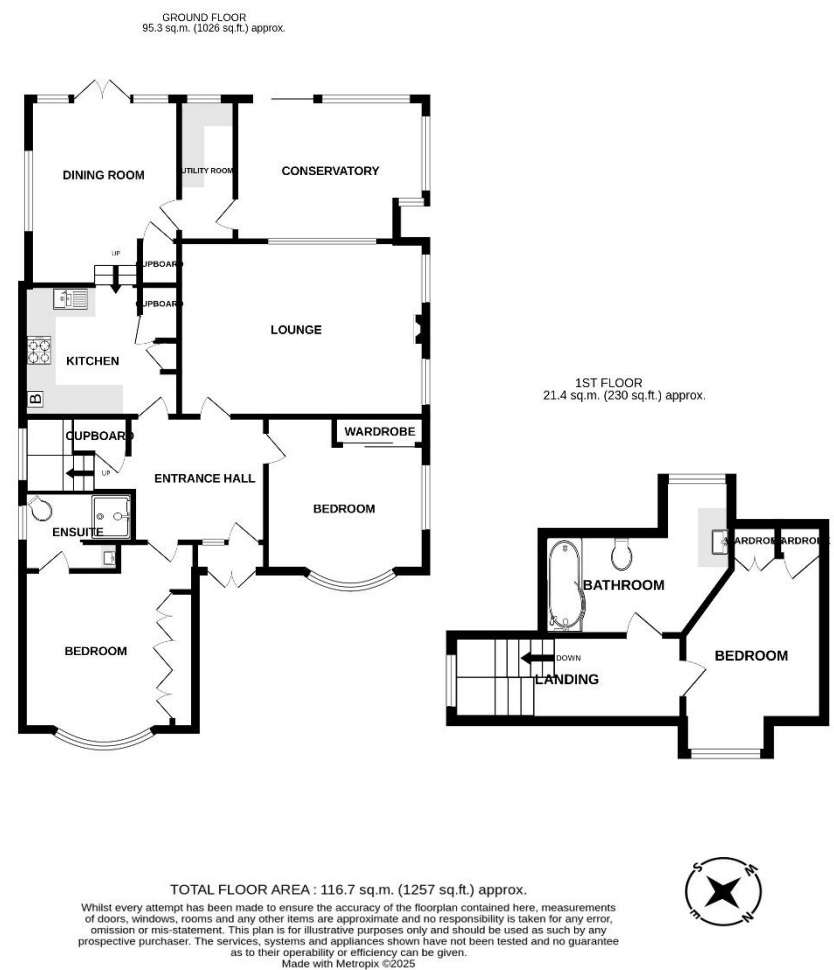 GROUND FLOOR
95.3 sq.m. (1026 sq.ft.) approx.
DINING ROOM
UTILITY ROOM
CONSERVATORY
UP
CUPBOARD
CUPBOARD
LOUNGE
KITCHEN
B
CUPBOARD
WARDROBE
UP
ENTRANCE HALL
BEDROOM
ENSUITE
BEDROOM
1ST FLOOR
21.4 sq.m. (230 sq.ft.) approx.
WARDROBE
WARDROBE
BATHROOM
BEDROOM
DOWN
LANDING
S
W
E
N
TOTAL FLOOR AREA : 116.7 sq.m. (1257 sq.ft.) approx.
Whilst every attempt has been made to ensure the accuracy of the floorplan contained here, measurements
of doors, windows, rooms and any other items are approximate and no responsibility is taken for any error,
omission or mis-statement. This plan is for illustrative purposes only and should be used as such by any
prospective purchaser. The services, systems and appliances shown have not been tested and no guarantee
as to their operability or efficiency can be given.
Made with Metropix ©2025